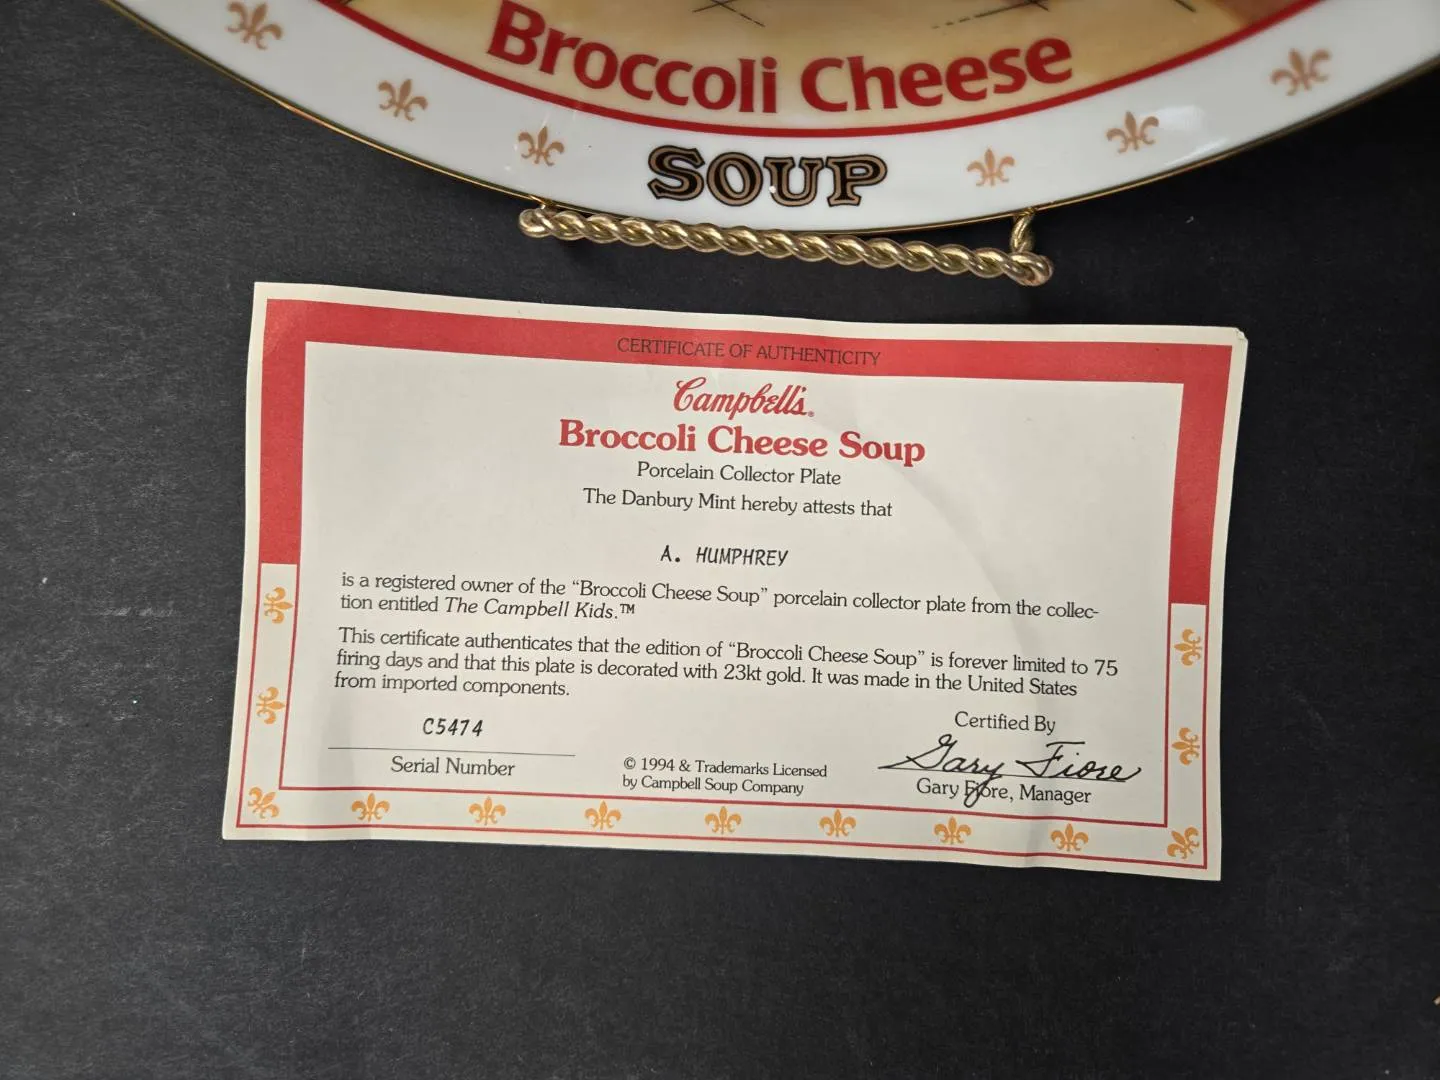 Broccoli Cheese
SOUP
CERTIFICATE OF AUTHENTICITY
Campbell's®
Broccoli Cheese Soup
Porcelain Collector Plate
The Danbury Mint hereby attests that
A. HUMPHREY
is a registered owner of the “Broccoli Cheese Soup” porcelain collector plate from the collec-
tion entitled The Campbell Kids.™
This certificate authenticates that the edition of “Broccoli Cheese Soup” is forever limited to 75
firing days and that this plate is decorated with 23kt gold. It was made in the United States
from imported components.
C5474
Serial Number
© 1994 & Trademarks Licensed
by Campbell Soup Company
Certified By
Gary Fiore
Gary Fiore, Manager